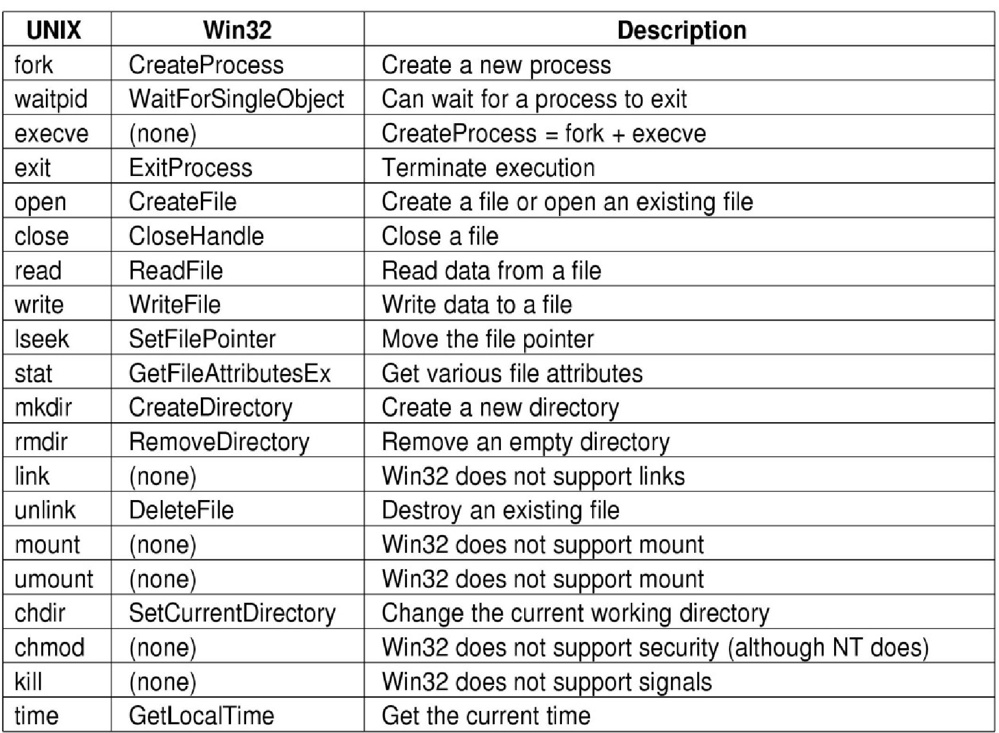 UNIX Win32 Description
fork CreateProcess Create a new process
waitpid WaitForSingleObject Can wait for a process to exit
execve (none) CreateProcess = fork + execve
exit ExitProcess Terminate execution
open CreateFile Create a file or open an existing file
close CloseHandle Close a file
read ReadFile Read data from a file
write WriteFile Write data to a file
lseek SetFilePointer Move the file pointer
stat GetFileAttributesEx Get various file attributes
mkdir CreateDirectory Create a new directory
rmdir RemoveDirectory Remove an empty directory
link (none) Win32 does not support links
unlink DeleteFile Destroy an existing file
mount (none) Win32 does not support mount
umount (none) Win32 does not support mount
chdir SetCurrentDirectory Change the current working directory
chmod (none) Win32 does not support security (although NT does)
kill (none) Win32 does not support signals
time GetLocalTime Get the current time